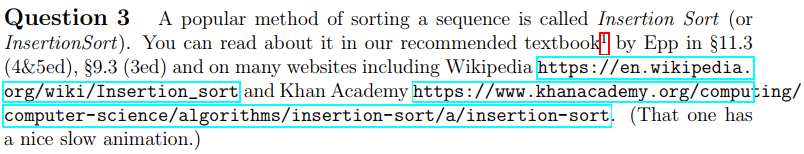 Question 3 A popular method of sorting a sequence is called Insertion Sort (or
InsertionSort). You can read about it in our recommended textbook¹ by Epp in §11.3
(4&5ed), §9.3 (3ed) and on many websites including Wikipedia https://en.wikipedia.
org/wiki/Insertion_sort and Khan Academy https://www.khanacademy.org/computing/
computer-science/algorithms/insertion-sort/a/insertion-sort. (That one has
a nice slow animation.)